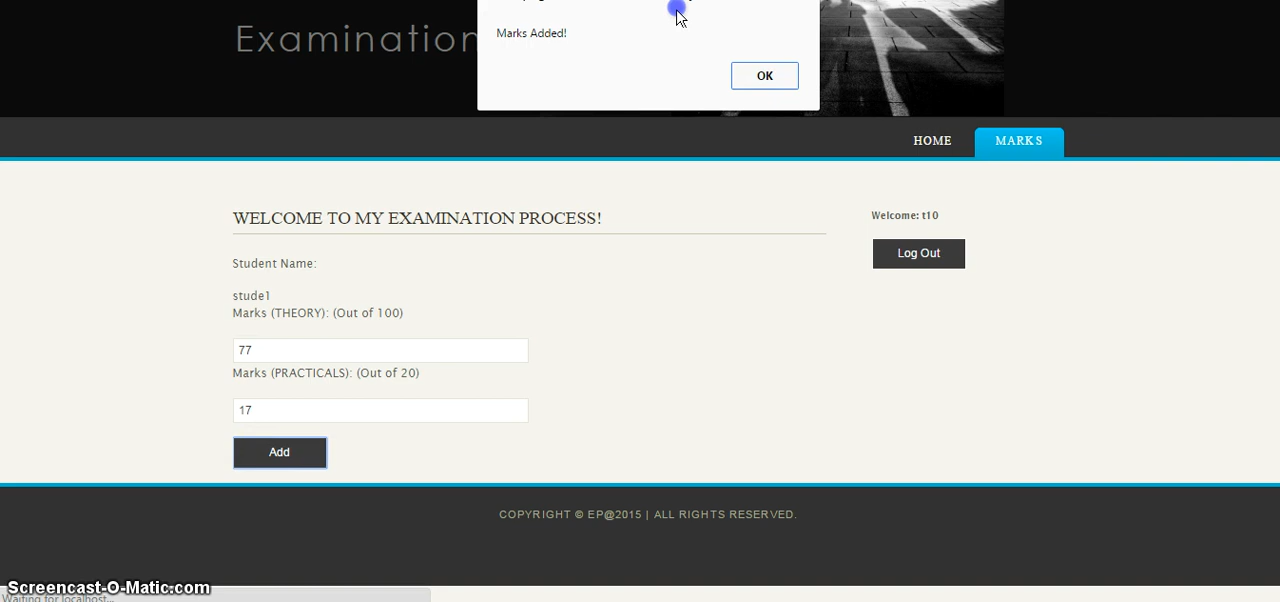 Examination
Marks Added!
OK
HOME
MARKS
WELCOME TO MY EXAMINATION PROCESS!
Welcome: t10
Log Out
Student Name:
stude1
Marks (THEORY): (Out of 100)
77
Marks (PRACTICALS): (Out of 20)
17
Add
COPYRIGHT © EP@2015 | ALL RIGHTS RESERVED.
Screencast-O-Matic.com
Waiting for localhost...